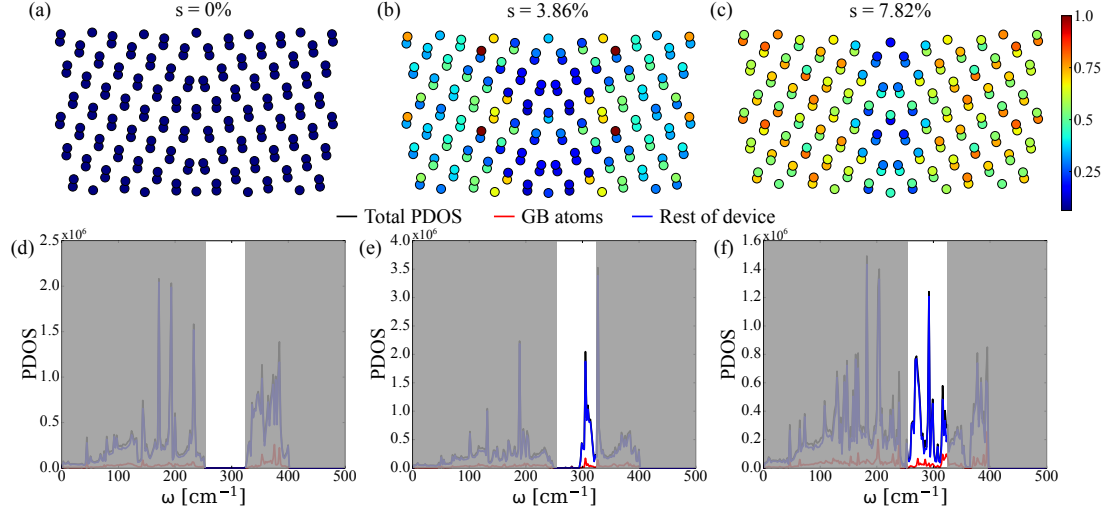 (a) s = 0% (b) s = 3.86% (c) s = 7.82%
1.0
0.75
0.50
0.25
Total PDOS GB atoms Rest of device
(d) (e) (f)
x10⁶
2.5
2.0
1.5
1.0
0.5
0.0
PDOS
0 100 200 300 400 500
ω [cm⁻¹]
x10⁶
4.0
3.5
3.0
2.5
2.0
1.5
1.0
0.5
0.0
PDOS
0 100 200 300 400 500
ω [cm⁻¹]
x10⁶
1.6
1.4
1.2
1.0
0.8
0.6
0.4
0.2
0.0
PDOS
0 100 200 300 400 500
ω [cm⁻¹]